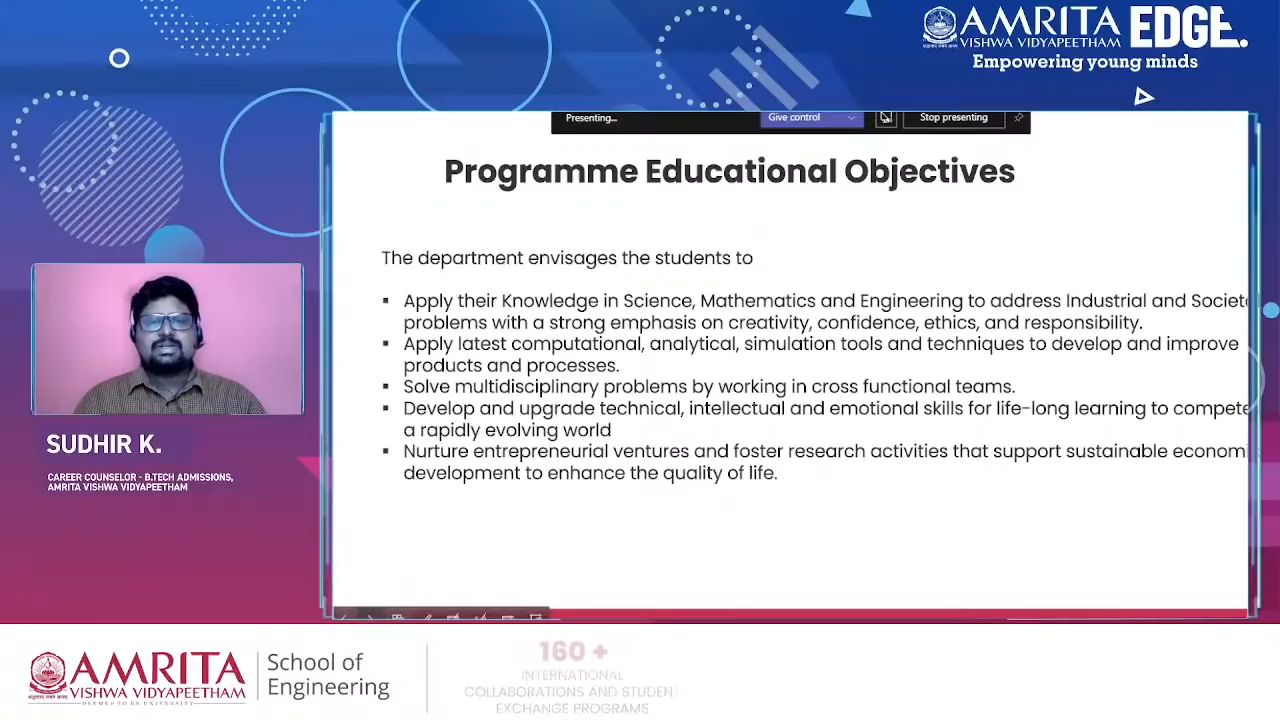 AMRITA EDGE.
VISHWA VIDYAPEETHAM
Empowering young minds
Presenting...
Give control
Stop presenting
Programme Educational Objectives
The department envisages the students to
▪ Apply their Knowledge in Science, Mathematics and Engineering to address Industrial and Societa
problems with a strong emphasis on creativity, confidence, ethics, and responsibility.
▪ Apply latest computational, analytical, simulation tools and techniques to develop and improve
products and processes.
▪ Solve multidisciplinary problems by working in cross functional teams.
▪ Develop and upgrade technical, intellectual and emotional skills for life-long learning to compete
a rapidly evolving world
▪ Nurture entrepreneurial ventures and foster research activities that support sustainable economi
development to enhance the quality of life.
SUDHIR K.
CAREER COUNSELOR - B.TECH ADMISSIONS,
AMRITA VISHWA VIDYAPEETHAM
AMRITA
VISHWA VIDYAPEETHAM
DEEMED TO BE UNIVERSITY
School of
Engineering
160 +
INTERNATIONAL
COLLABORATIONS AND STUDEN
EXCHANGE PROGRAMS